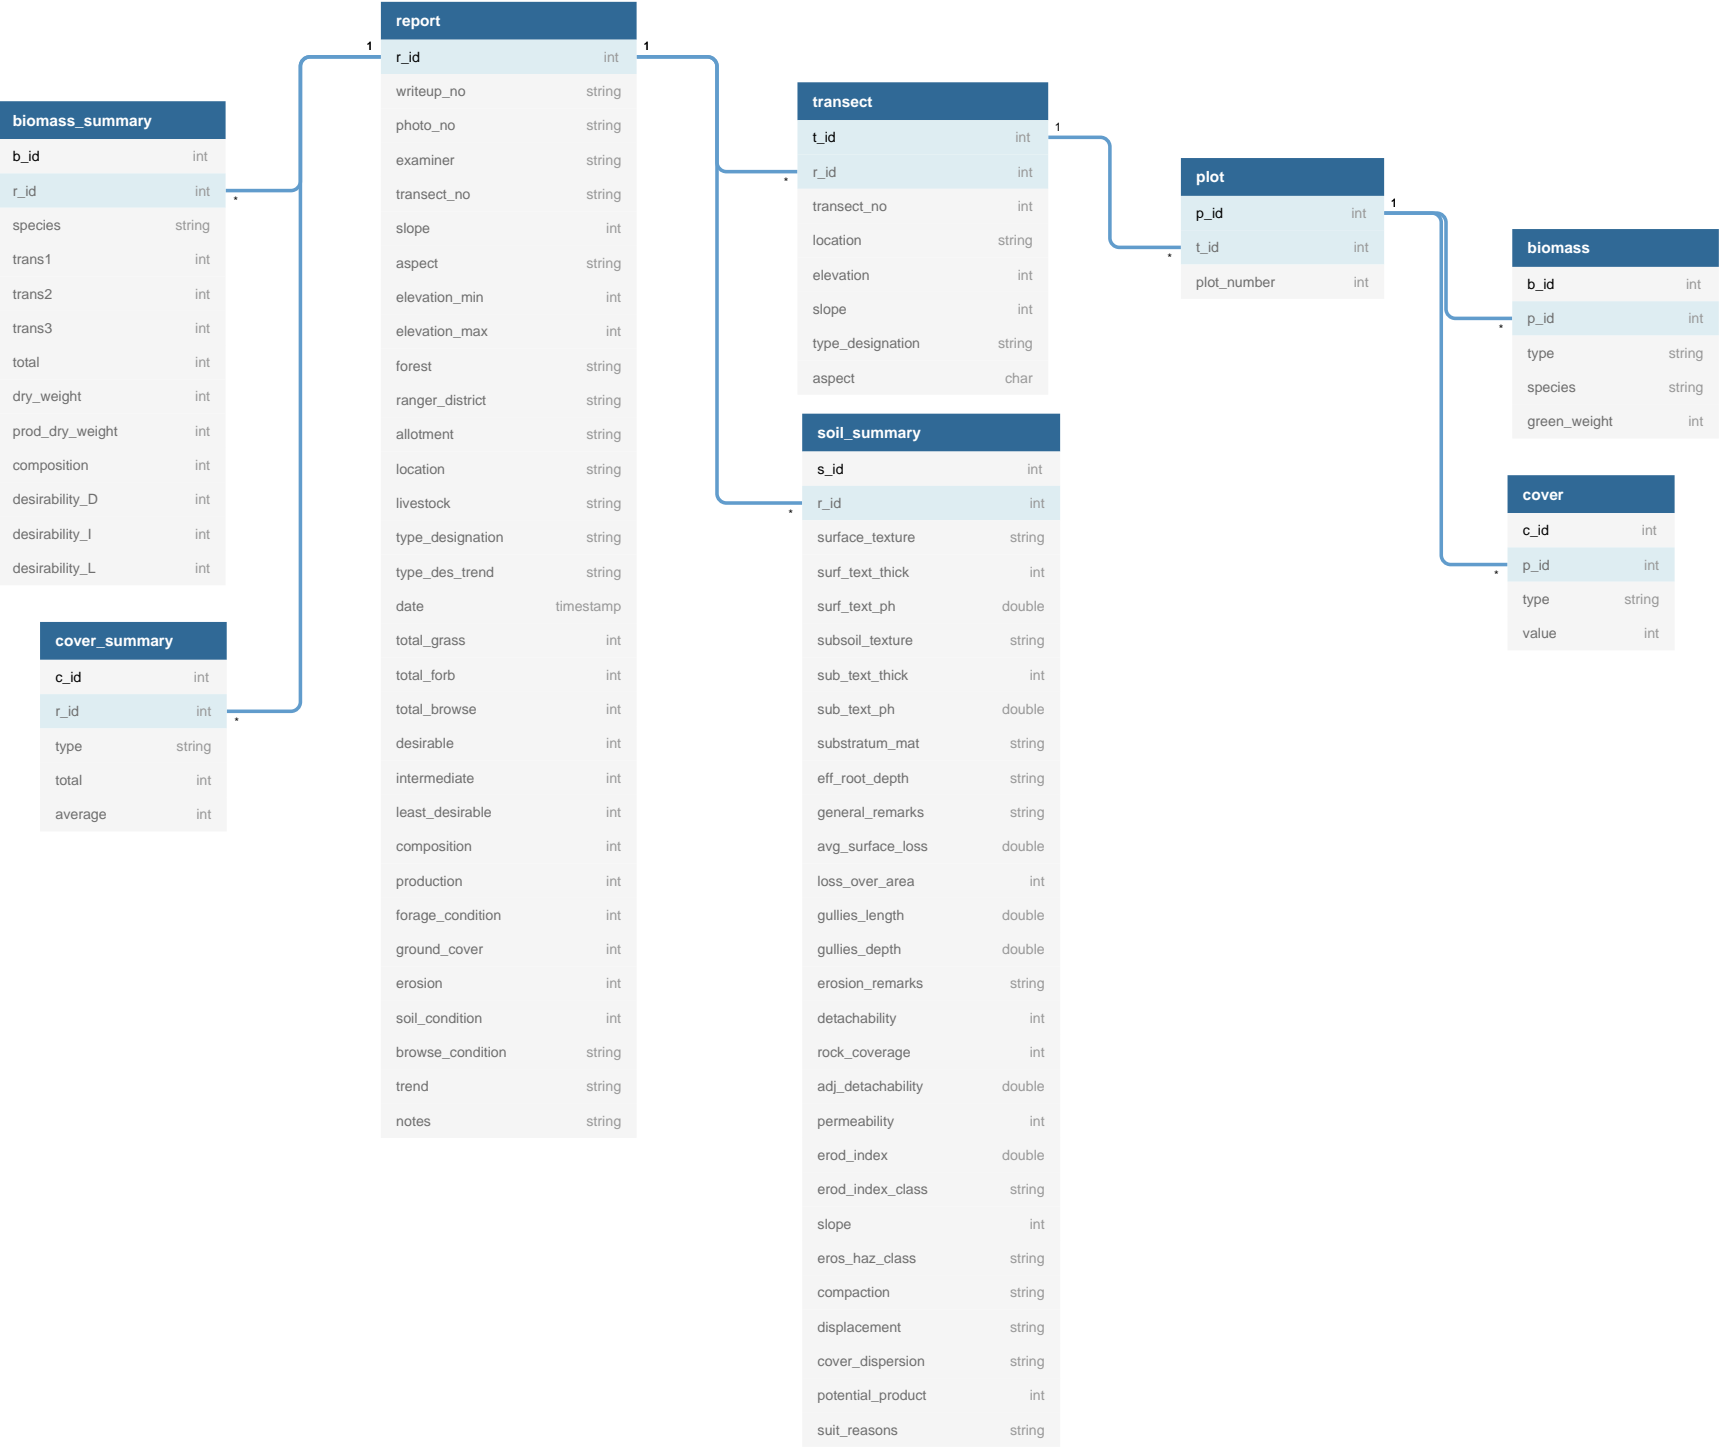 report
1
1
r_id int
writeup_no string
photo_no string
examiner string
transect_no string
slope int
aspect string
elevation_min int
elevation_max int
forest string
ranger_district string
allotment string
location string
livestock string
type_designation string
type_des_trend string
date timestamp
total_grass int
total_forb int
total_browse int
desirable int
intermediate int
least_desirable int
composition int
production int
forage_condition int
ground_cover int
erosion int
soil_condition int
browse_condition string
trend string
notes string
biomass_summary
b_id int
r_id int
*
species string
trans1 int
trans2 int
trans3 int
total int
dry_weight int
prod_dry_weight int
composition int
desirability_D int
desirability_I int
desirability_L int
cover_summary
c_id int
r_id int
*
type string
total int
average int
transect
t_id int
1
r_id int
*
transect_no int
location string
elevation int
slope int
type_designation string
aspect char
soil_summary
s_id int
r_id int
*
surface_texture string
surf_text_thick int
surf_text_ph double
subsoil_texture string
sub_text_thick int
sub_text_ph double
substratum_mat string
eff_root_depth string
general_remarks string
avg_surface_loss double
loss_over_area int
gullies_length double
gullies_depth double
erosion_remarks string
detachability int
rock_coverage int
adj_detachability double
permeability int
erod_index double
erod_index_class string
slope int
eros_haz_class string
compaction string
displacement string
cover_dispersion string
potential_product int
suit_reasons string
plot
p_id int
1
t_id int
*
plot_number int
biomass
b_id int
p_id int
*
type string
species string
green_weight int
cover
c_id int
p_id int
*
type string
value int